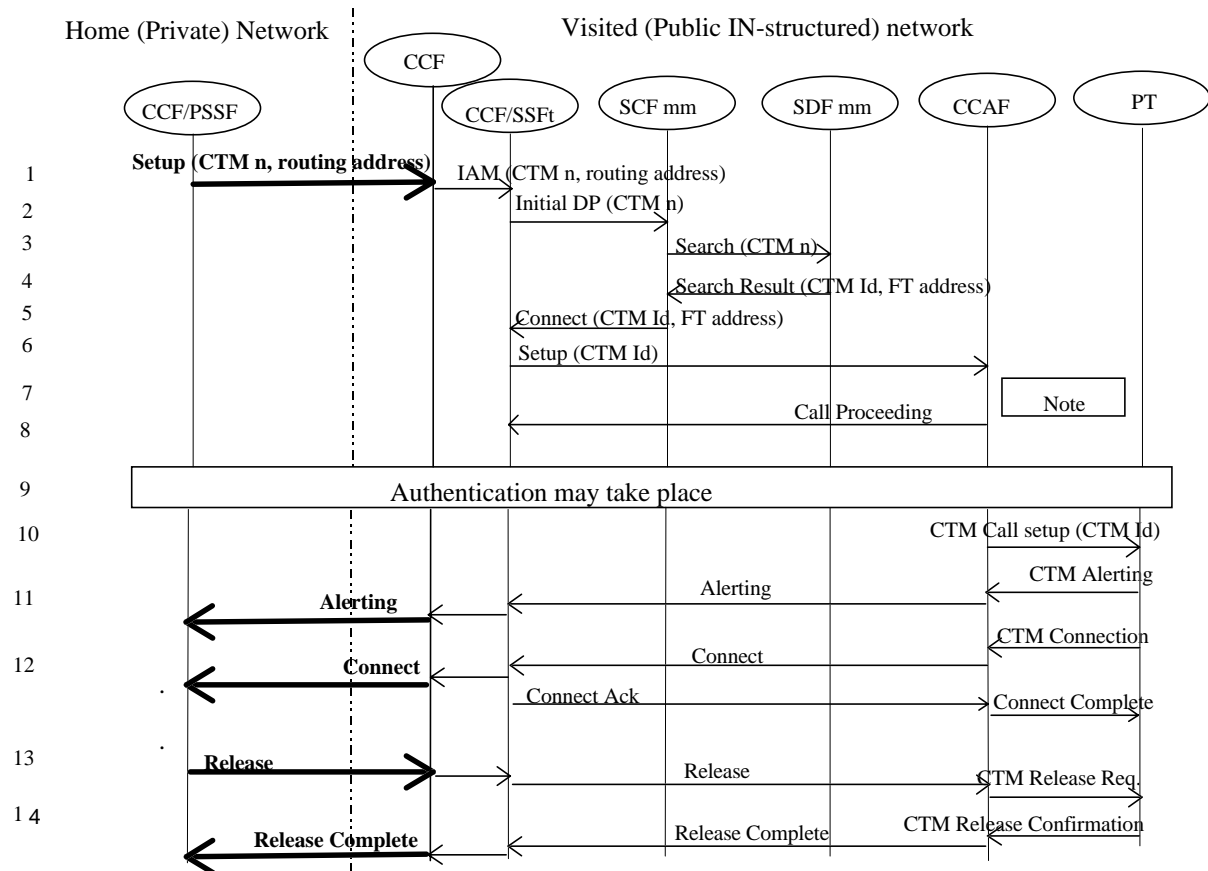 Home (Private) Network
Visited (Public IN-structured) network
CCF
CCF/PSSF
CCF/SSFt
SCF mm
SDF mm
CCAF
PT
Setup (CTM n, routing address)
1
IAM (CTM n, routing address)
2
Initial DP (CTM n)
3
Search (CTM n)
4
Search Result (CTM Id, FT address)
5
Connect (CTM Id, FT address)
6
Setup (CTM Id)
7
Note
8
Call Proceeding
9
Authentication may take place
10
CTM Call setup (CTM Id)
11
Alerting
Alerting
CTM Alerting
12
Connect
Connect
CTM Connection
.
Connect Ack
Connect Complete
.
13
Release
Release
CTM Release Req.
14
Release Complete
Release Complete
CTM Release Confirmation